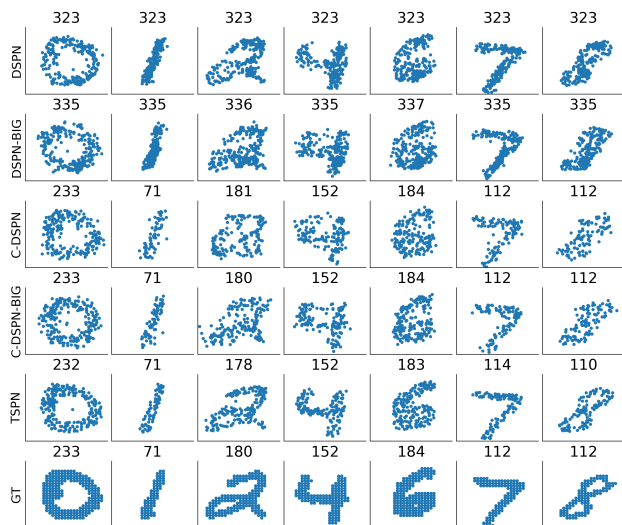 323 323 323 323 323 323 323
DSPN
335 335 336 335 337 335 335
DSPN-BIG
233 71 181 152 184 112 112
C-DSPN
233 71 180 152 184 112 112
C-DSPN-BIG
232 71 178 152 183 114 110
TSPN
233 71 180 152 184 112 112
GT